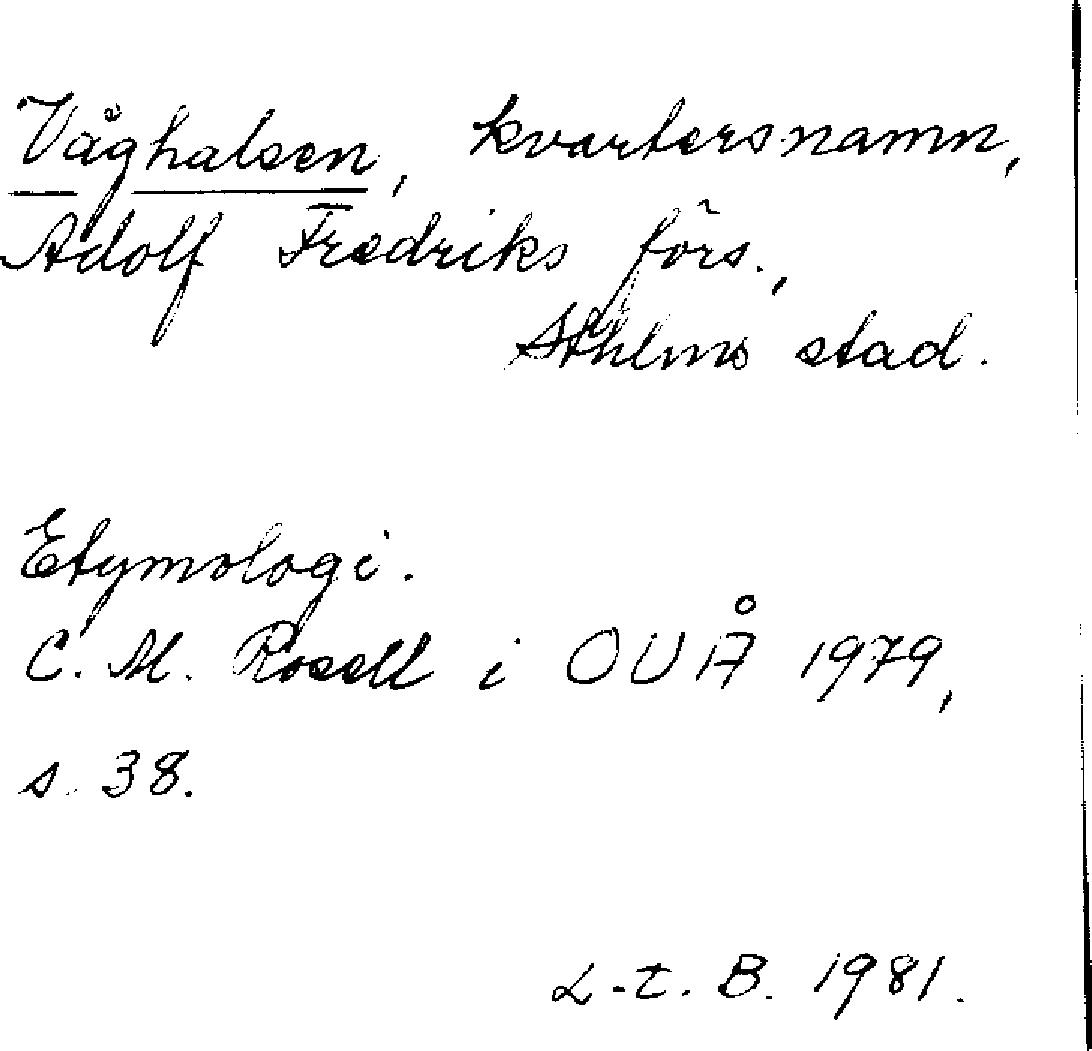 Våghalsen, kvartersnamn,
Adolf Fredriks förs.,
Sthlms stad.
Etymologi.
C. M. Rosell i OUÅ 1979,
s. 38.
L-t. B. 1981.